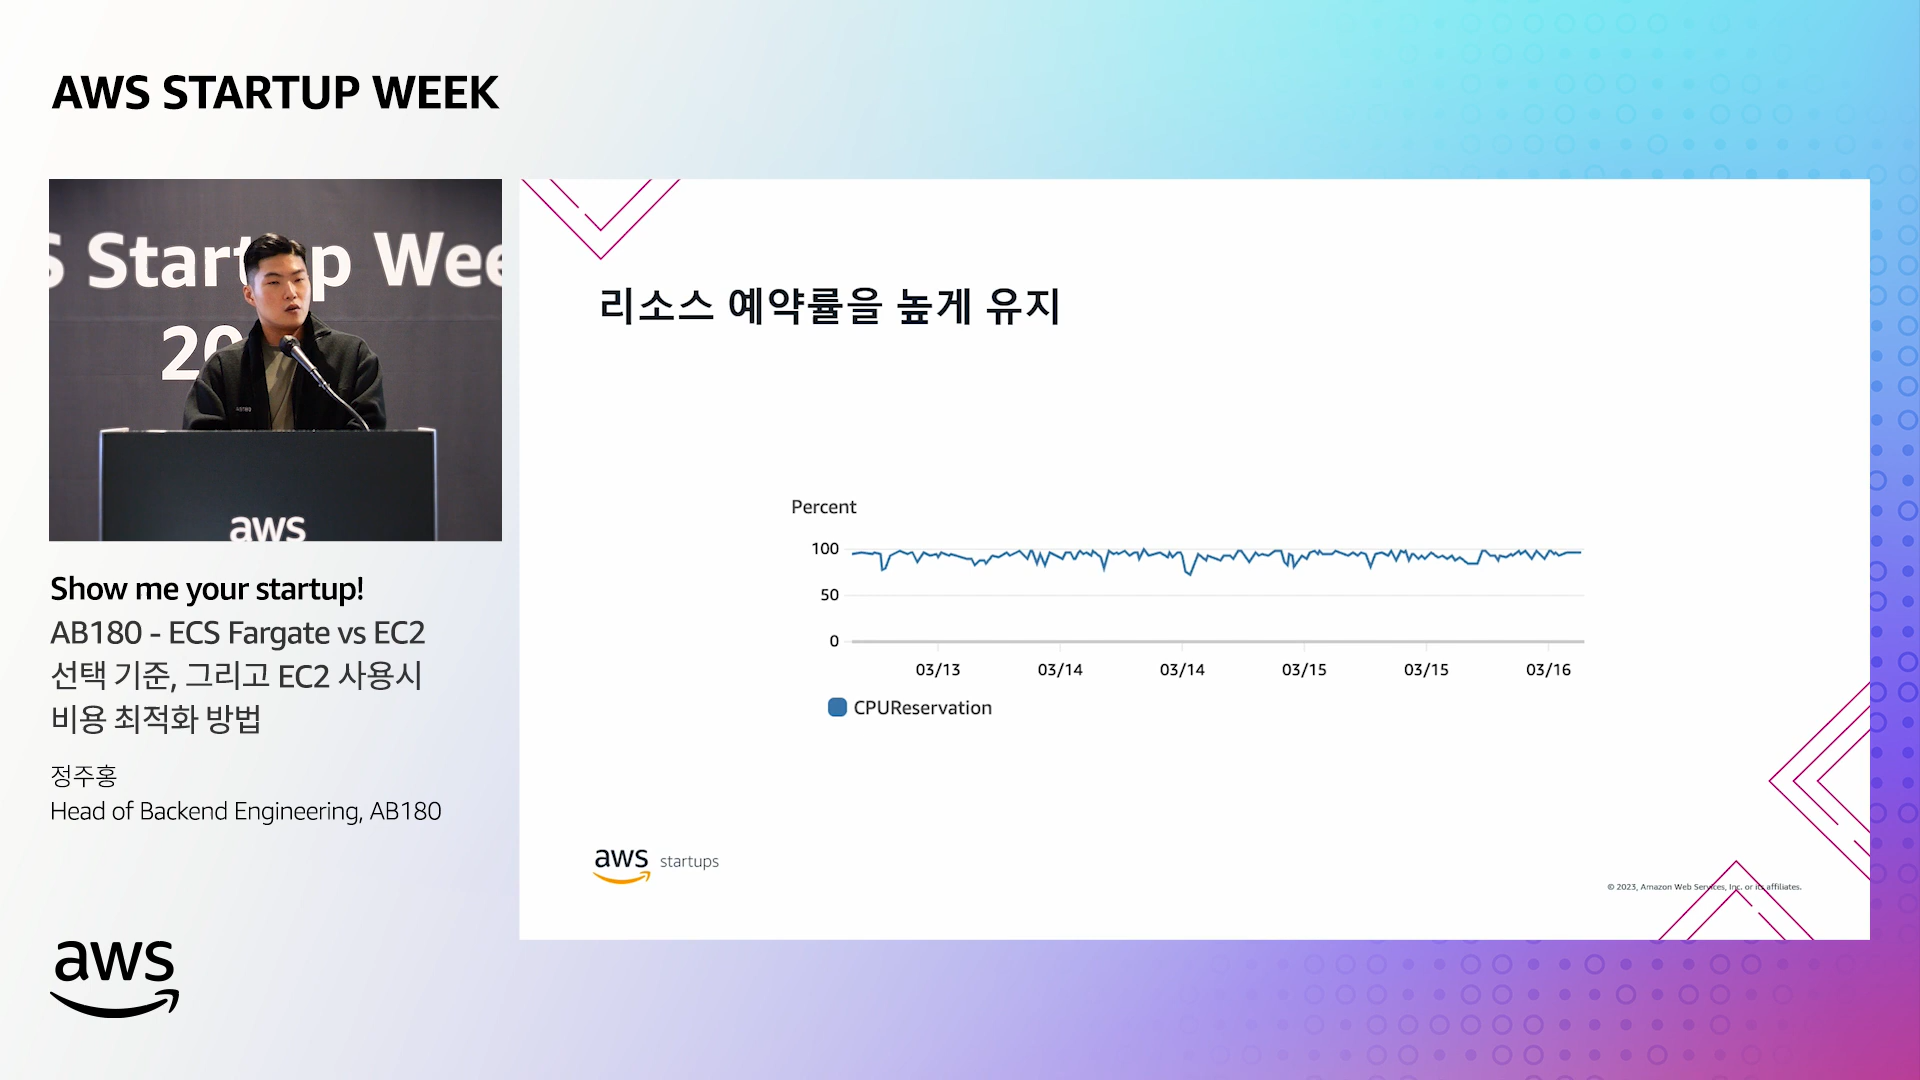 AWS STARTUP WEEK
S Startup Wee
20
aws
Show me your startup!
AB180 - ECS Fargate vs EC2
선택 기준, 그리고 EC2 사용시
비용 최적화 방법
정주홍
Head of Backend Engineering, AB180
aws
리소스 예약률을 높게 유지
Percent
100
50
0
03/13 03/14 03/14 03/15 03/15 03/16
CPUReservation
aws startups
© 2023, Amazon Web Services, Inc. or its affiliates.